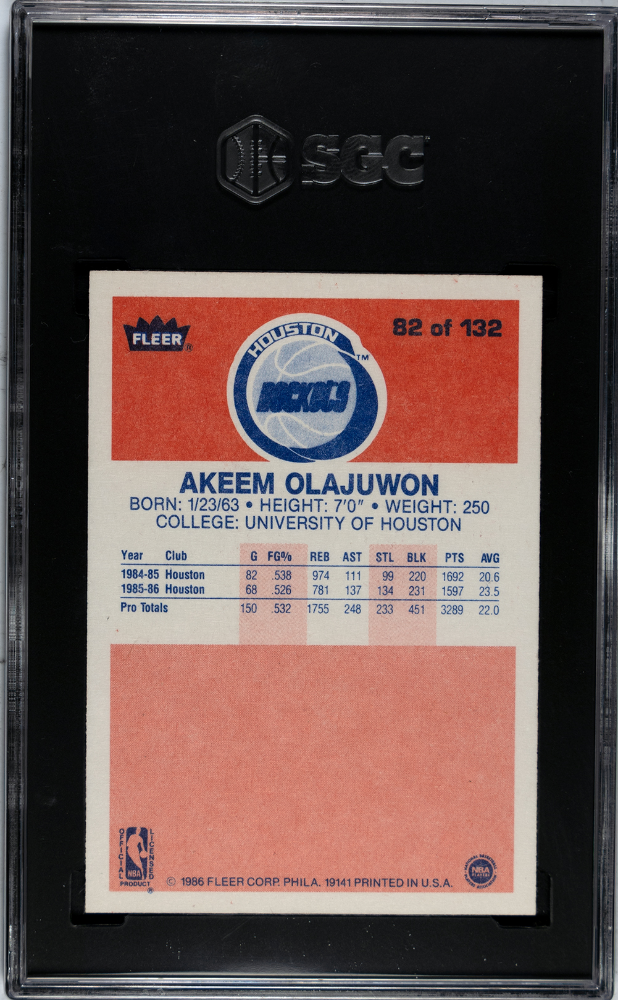 SGC
FLEER®
HOUSTON
ROCKETS
TM
82 of 132
AKEEM OLAJUWON
BORN: 1/23/63 • HEIGHT: 7'0" • WEIGHT: 250
COLLEGE: UNIVERSITY OF HOUSTON
Year Club G FG% REB AST STL BLK PTS AVG
1984-85 Houston 82 .538 974 111 99 220 1692 20.6
1985-86 Houston 68 .526 781 137 134 231 1597 23.5
Pro Totals 150 .532 1755 248 233 451 3289 22.0
OFFICIAL LICENSED
NBA
PRODUCT ®
© 1986 FLEER CORP. PHILA. 19141 PRINTED IN U.S.A.
NBA
PLAYERS